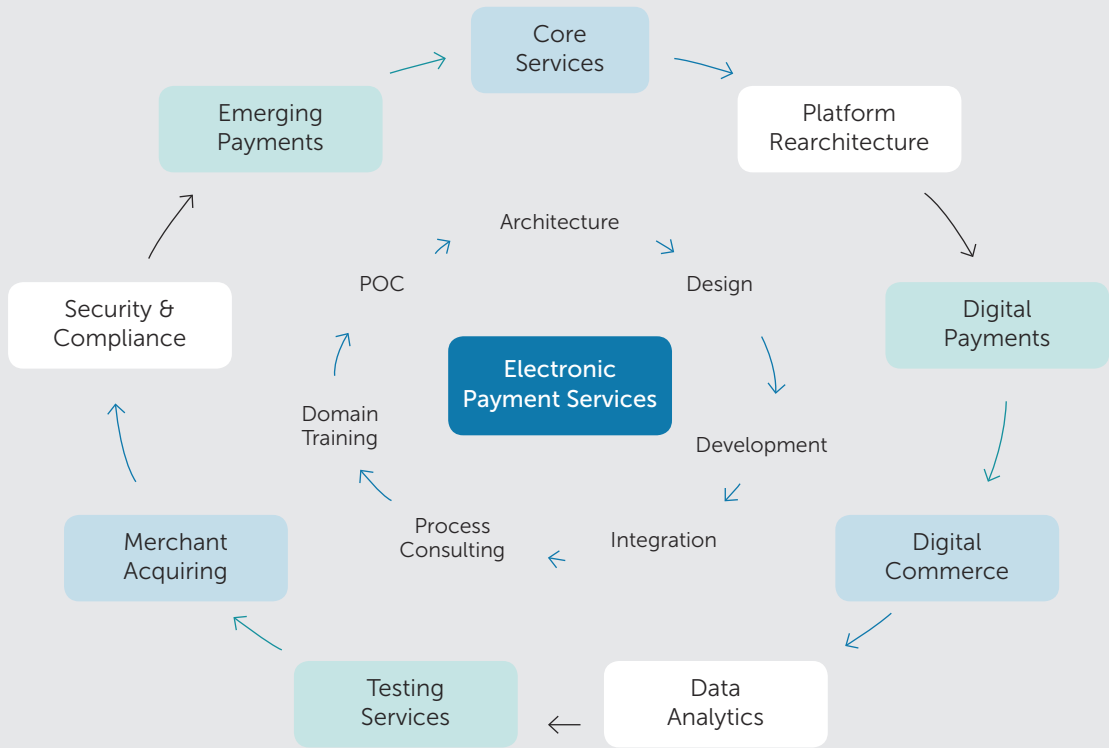 Core
Services
Emerging
Payments
Platform
Rearchitecture
Architecture
POC
Design
Security &
Compliance
Digital
Payments
Electronic
Payment Services
Domain
Training
Development
Process
Consulting
Integration
Merchant
Acquiring
Digital
Commerce
Testing
Services
Data
Analytics